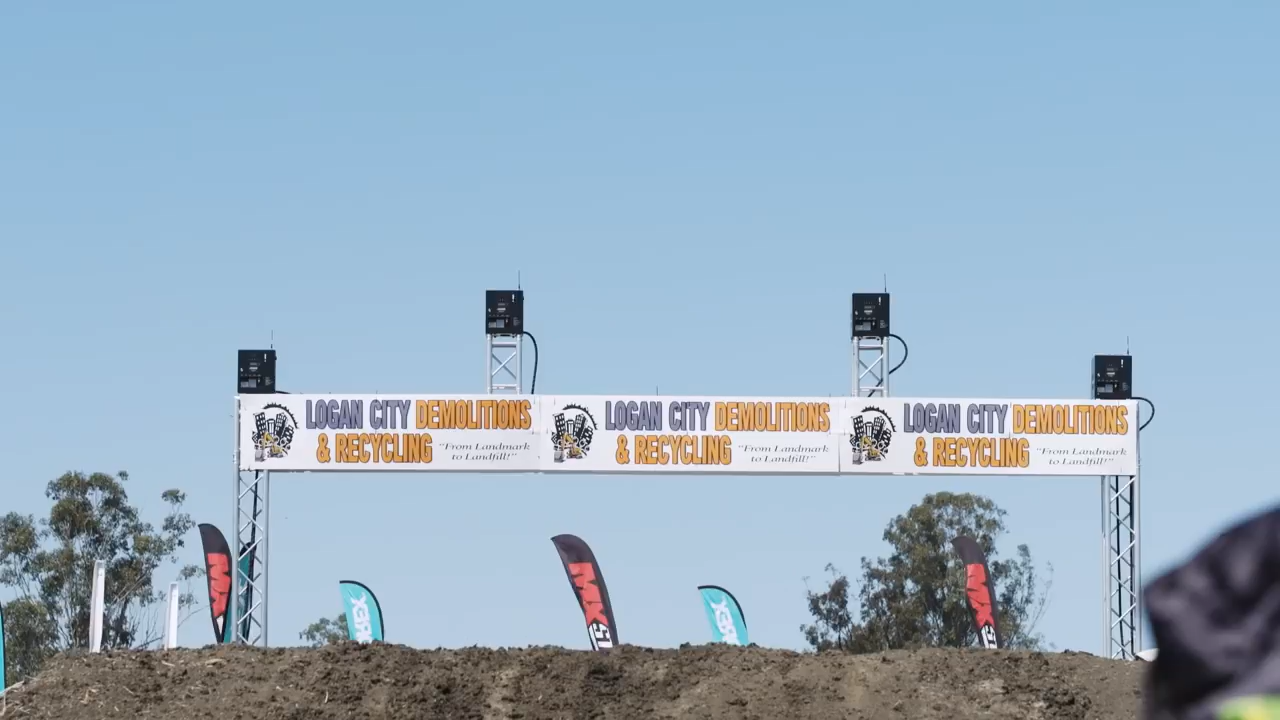 LOGAN CITY DEMOLITIONS
& RECYCLING "From Landmark
to Landfill!"
LOGAN CITY DEMOLITIONS
& RECYCLING "From Landmark
to Landfill!"
LOGAN CITY DEMOLITIONS
& RECYCLING "From Landmark
to Landfill!"